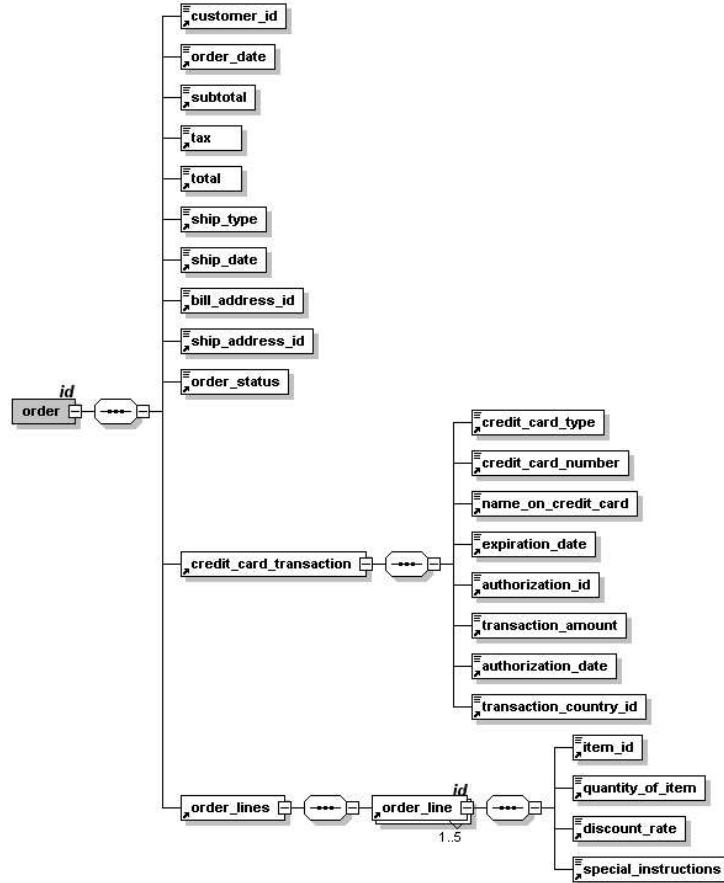 customer_id
order_date
subtotal
tax
total
ship_type
ship_date
bill_address_id
ship_address_id
order_status
id
order
credit_card_type
credit_card_number
name_on_credit_card
expiration_date
credit_card_transaction
authorization_id
transaction_amount
authorization_date
transaction_country_id
item_id
id
quantity_of_item
order_lines
order_line
1..5
discount_rate
special_instructions